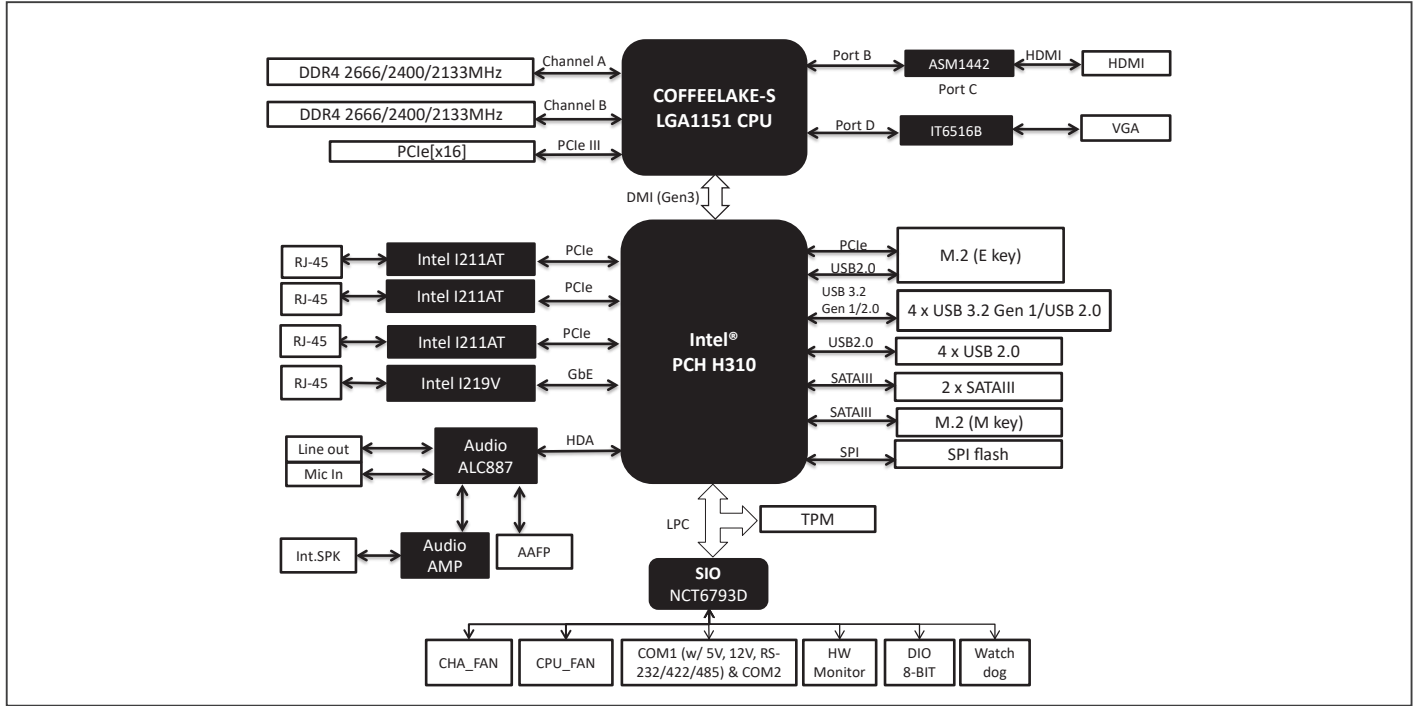 DDR4 2666/2400/2133MHz
Channel A
DDR4 2666/2400/2133MHz
Channel B
PCIe[x16]
PCIe III
COFFEELAKE-S
LGA1151 CPU
Port B
ASM1442
HDMI
HDMI
Port C
Port D
IT6516B
VGA
DMI (Gen3)
RJ-45
Intel I211AT
PCIe
RJ-45
Intel I211AT
PCIe
RJ-45
Intel I211AT
PCIe
RJ-45
Intel I219V
GbE
Line out
Mic In
Audio
ALC887
HDA
Int.SPK
Audio
AMP
AAFP
Intel®
PCH H310
PCIe
USB2.0
M.2 (E key)
USB 3.2
Gen 1/2.0
4 x USB 3.2 Gen 1/USB 2.0
USB2.0
4 x USB 2.0
SATAIII
2 x SATAIII
SATAIII
M.2 (M key)
SPI
SPI flash
LPC
TPM
SIO
NCT6793D
CHA_FAN
CPU_FAN
COM1 (w/ 5V, 12V, RS-
232/422/485) & COM2
HW
Monitor
DIO
8-BIT
Watch
dog